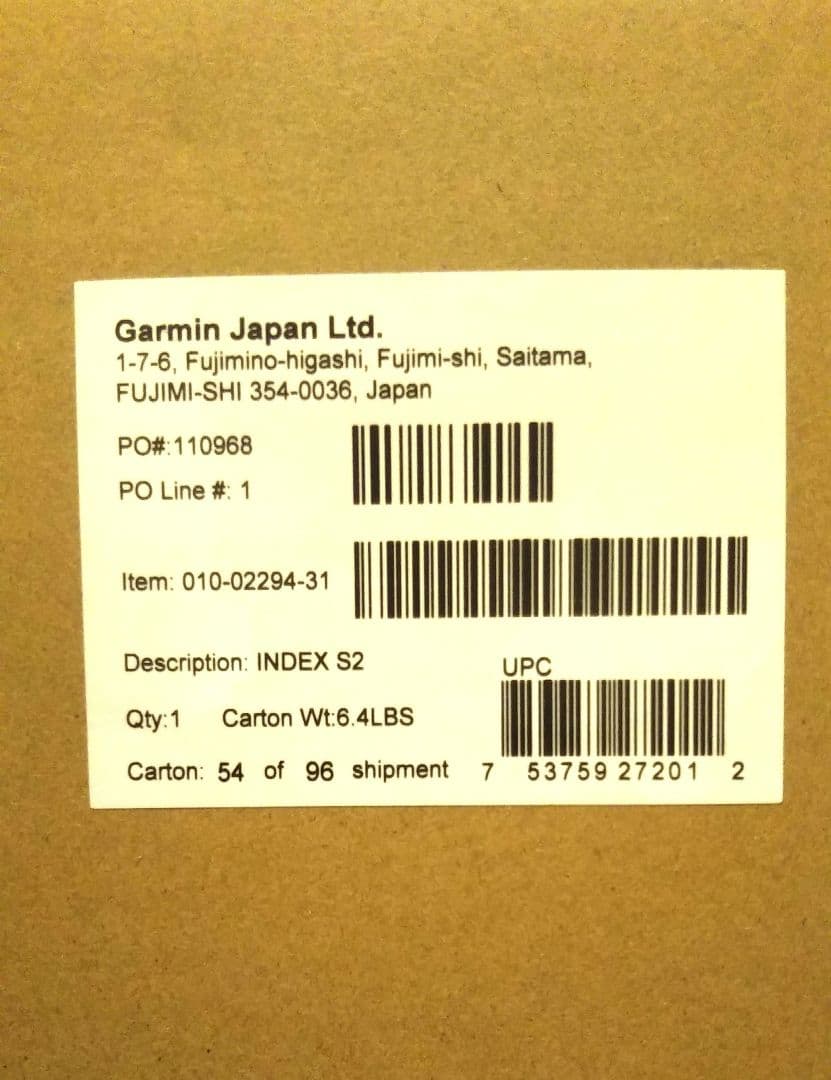 Garmin Japan Ltd.
1-7-6, Fujimino-higashi, Fujimi-shi, Saitama,
FUJIMI-SHI 354-0036, Japan
PO#:110968
PO Line #: 1
Item: 010-02294-31
Description: INDEX S2
UPC
Qty:1 Carton Wt:6.4LBS
Carton: 54 of 96 shipment
7 53759 27201 2